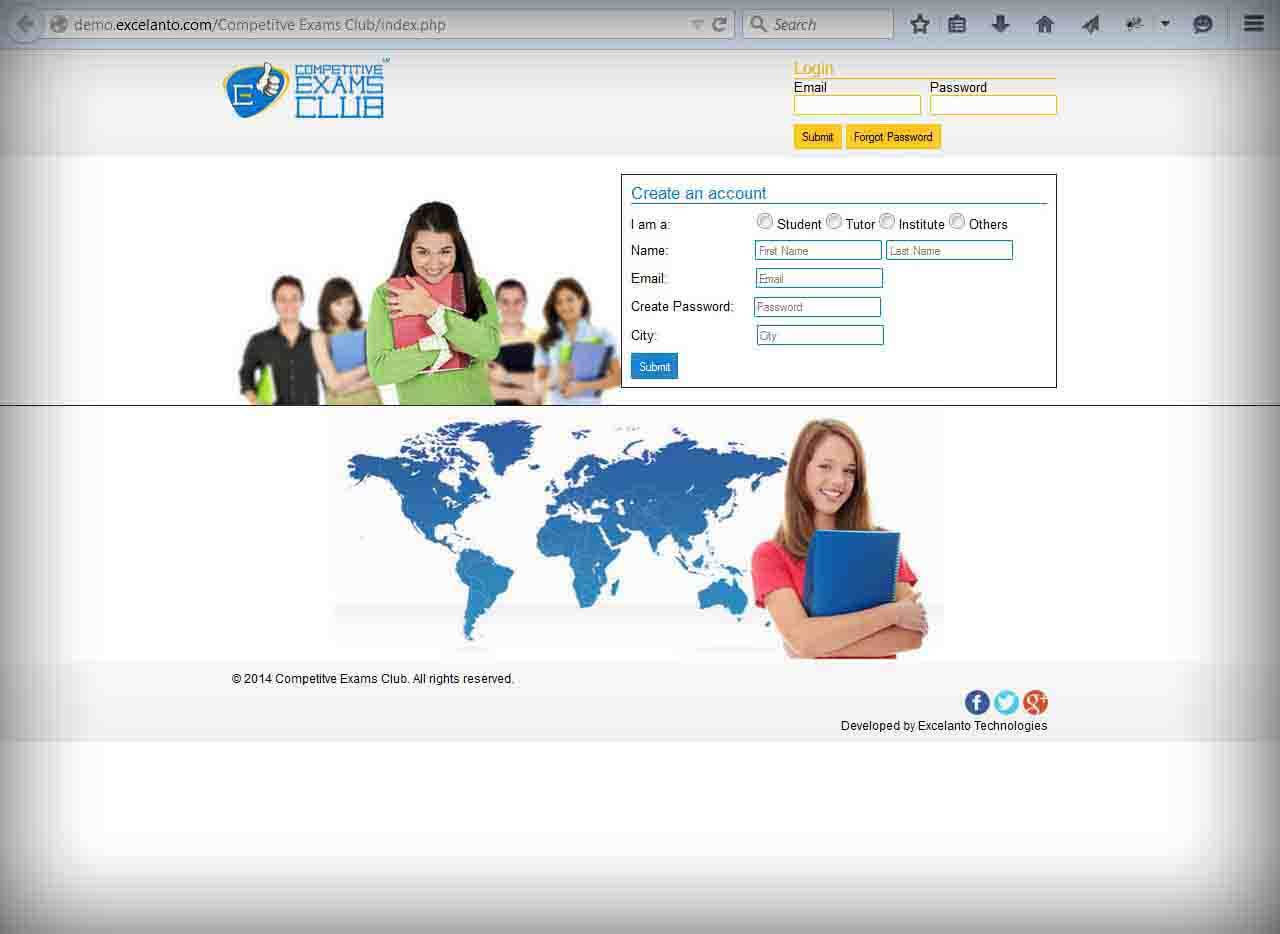 demo.excelanto.com/Competitve Exams Club/index.php
Search
E
COMPETITIVE
EXAMS
CLUB
Login
Email Password
Submit Forgot Password
Create an account
I am a: Student Tutor Institute Others
Name: First Name Last Name
Email: Email
Create Password: Password
City: City
Submit
© 2014 Competitve Exams Club. All rights reserved.
f g+
Developed by Excelanto Technologies